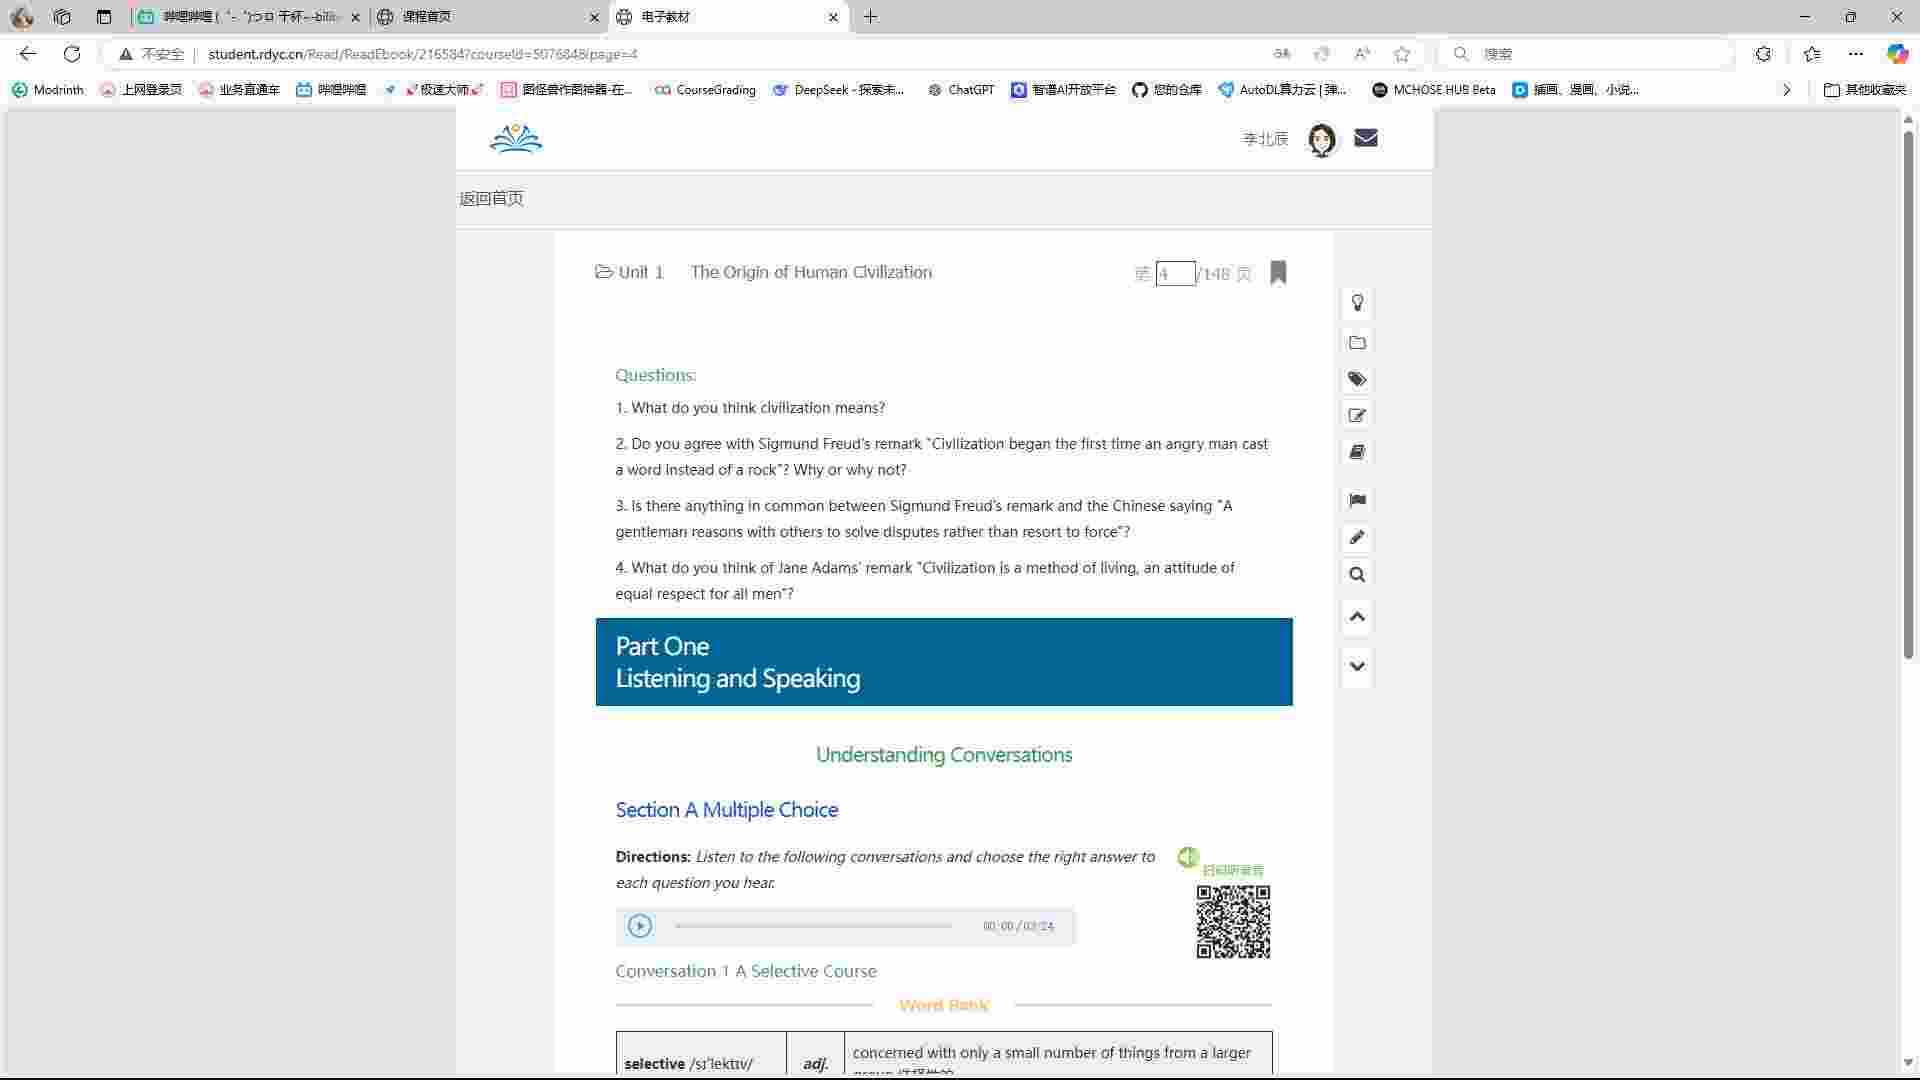 哔哩哔哩 (゜-゜)つロ 干杯~-bilib
课程首页
电子教材
不安全
student.rdyc.cn/Read/ReadEbook/216584?courseId=507684&page=4
搜索
Modrinth
上网登录页
业务直通车
哔哩哔哩
极速大师
图怪兽作图神器-在...
CourseGrading
DeepSeek - 探索未...
ChatGPT
智谱AI开放平台
您的仓库
AutoDL算力云 | 弹...
MCHOSE HUB Beta
插画、漫画、小说...
其他收藏夹
李北辰
返回首页
Unit 1 The Origin of Human Civilization
第 4 /148 页
Questions:
1. What do you think civilization means?
2. Do you agree with Sigmund Freud's remark "Civilization began the first time an angry man cast
a word instead of a rock"? Why or why not?
3. Is there anything in common between Sigmund Freud's remark and the Chinese saying "A
gentleman reasons with others to solve disputes rather than resort to force"?
4. What do you think of Jane Adams' remark "Civilization is a method of living, an attitude of
equal respect for all men"?
Part One
Listening and Speaking
Understanding Conversations
Section A Multiple Choice
Directions: Listen to the following conversations and choose the right answer to
each question you hear.
扫码听录音
00:00/03:24
Conversation 1 A Selective Course
Word Bank
selective /sɪˈlektɪv/
adj.
concerned with only a small number of things from a larger